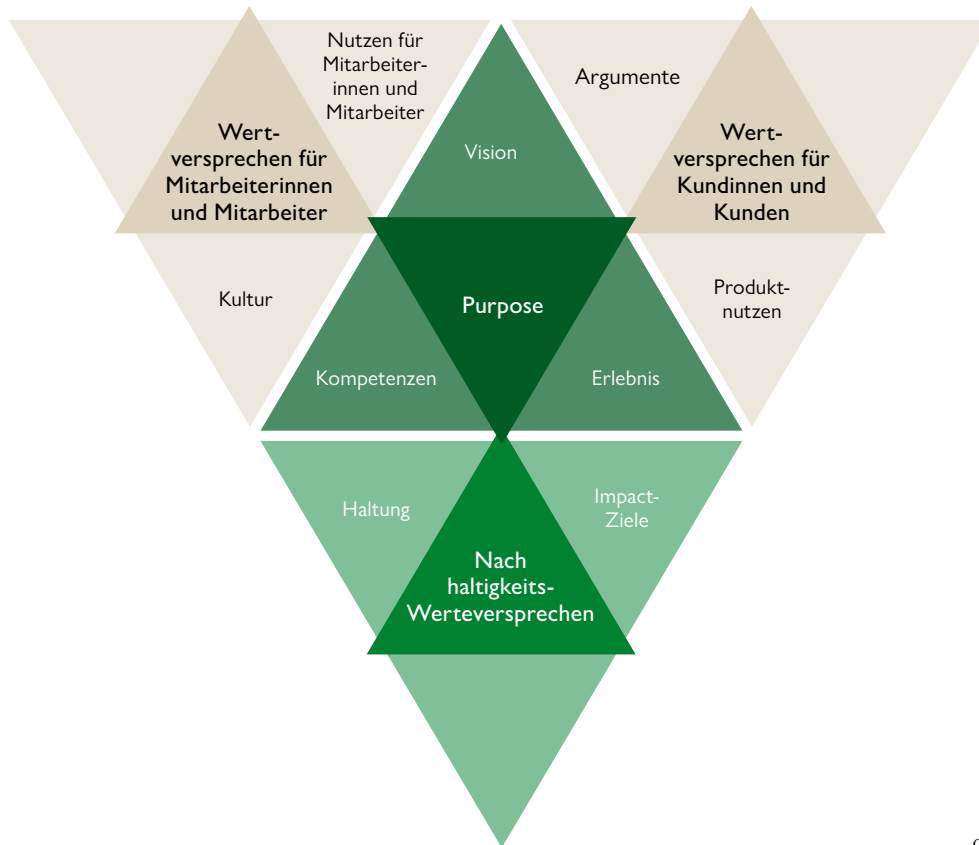 Nutzen für
Mitarbeiter-
innen und
Mitarbeiter
Argumente
Wert-
versprechen für
Mitarbeiterinnen
und Mitarbeiter
Wert-
versprechen für
Kundinnen und
Kunden
Vision
Kultur
Purpose
Produkt-
nutzen
Kompetenzen
Erlebnis
Haltung
Impact-
Ziele
Nach
haltigkeits-
Werteversprechen